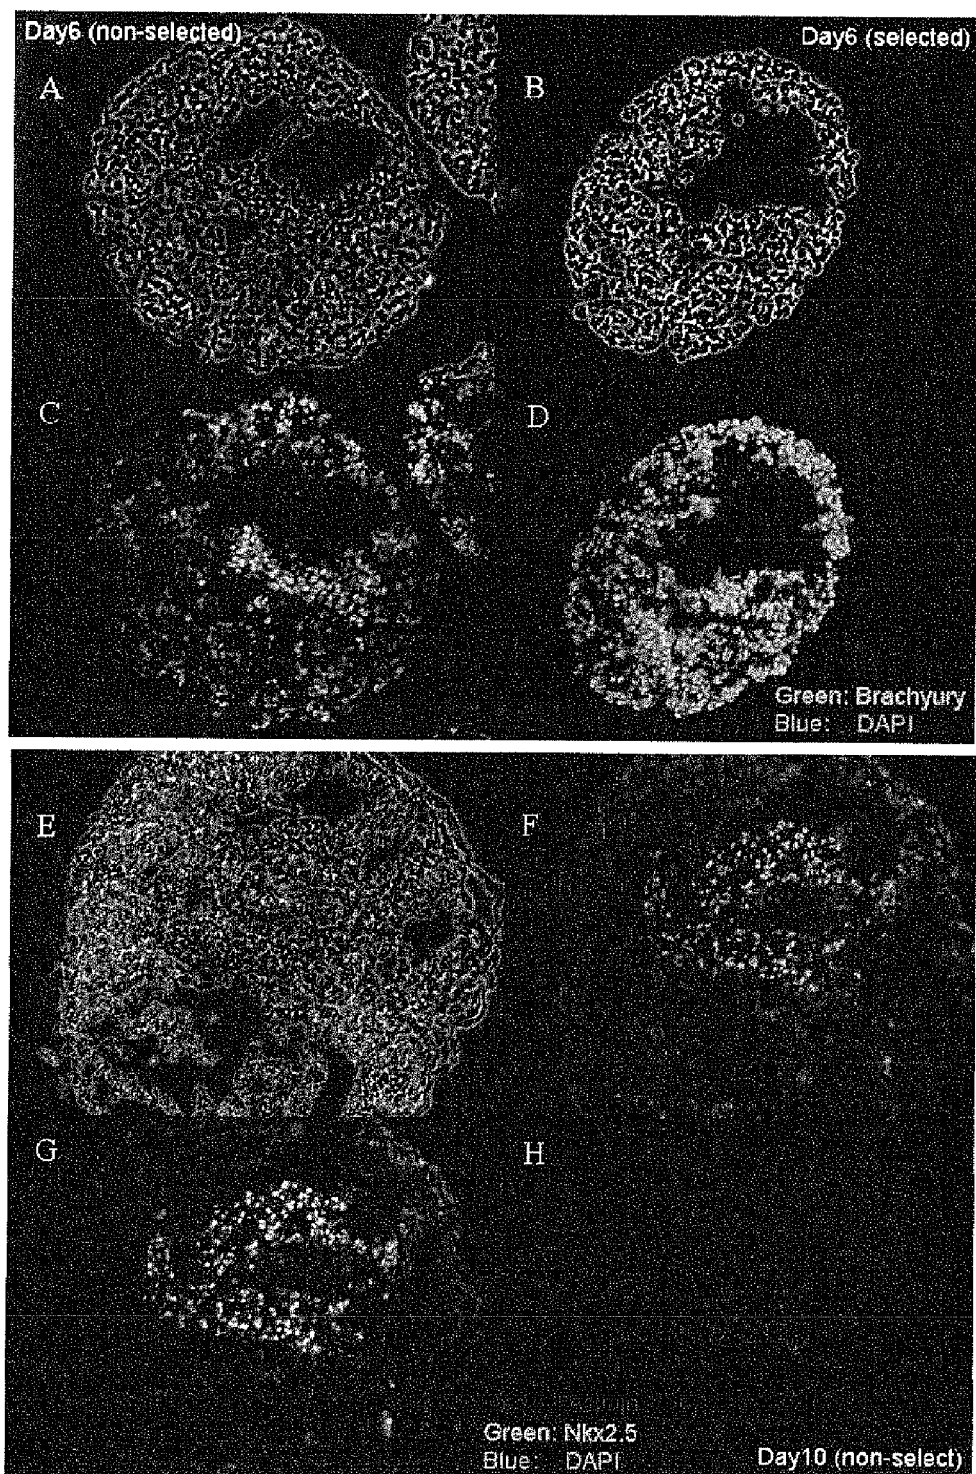 Day6 (non-selected)
Day6 (selected)
A
B
C
D
Green: Brachyury
Blue: DAPI
E
F
G
H
Green: Nkx2.5
Blue: DAPI
Day10 (non-select)